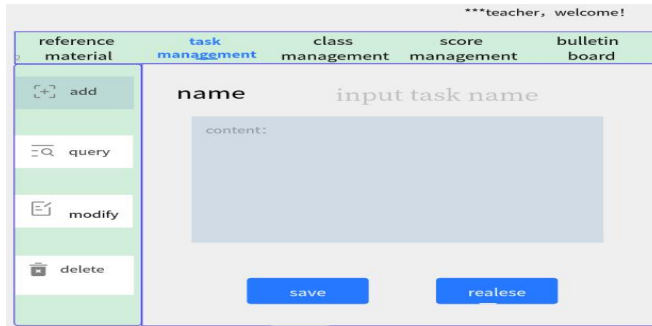 ***teacher, welcome!
reference material
task management
class management
score management
bulletin board
2
add
name
input task name
content:
query
modify
delete
save
realese